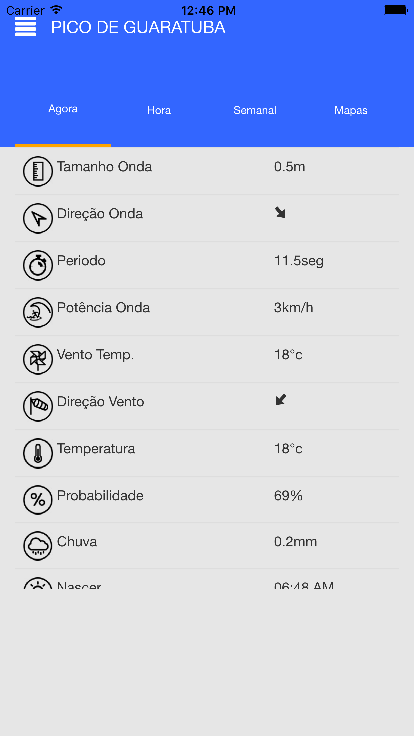 Carrier 12:46 PM
PICO DE GUARATUBA
Agora Hora Semanal Mapas
Tamanho Onda 0.5m
Direção Onda
Periodo 11.5seg
Potência Onda 3km/h
Vento Temp. 18°c
Direção Vento
Temperatura 18°c
% Probabilidade 69%
Chuva 0.2mm
Nascer 06:48 AM